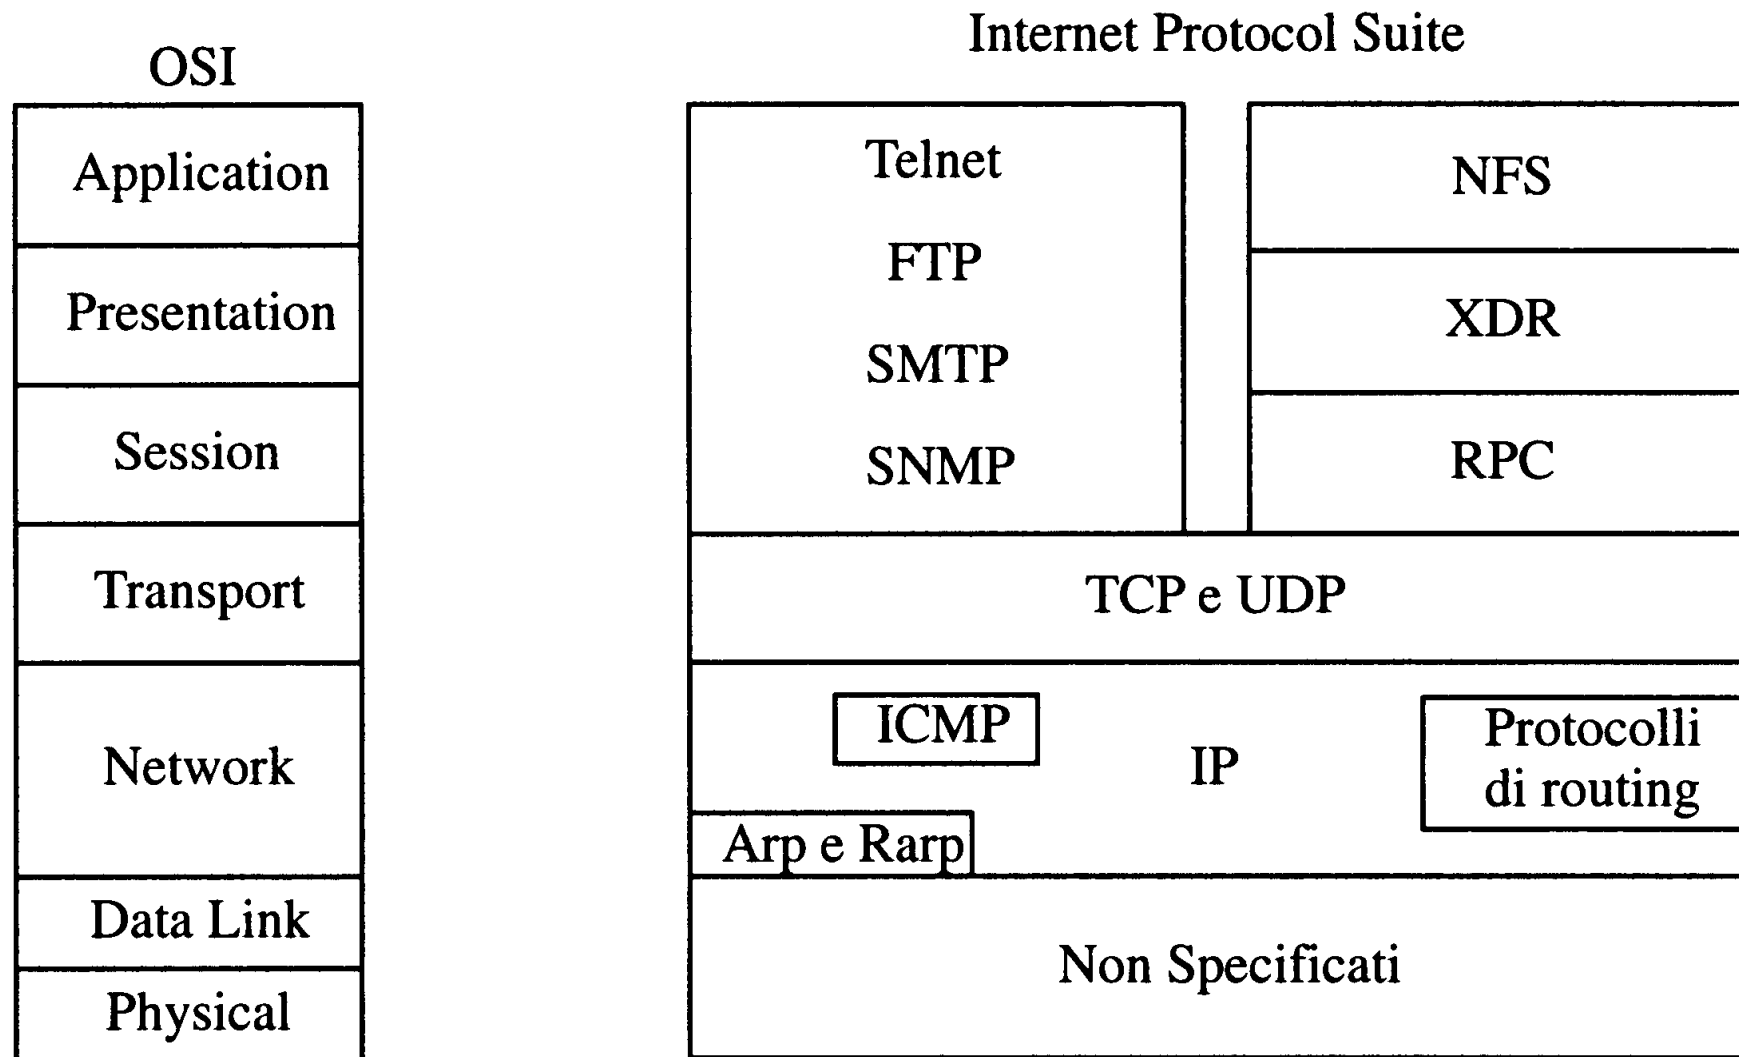 OSI
Application
Presentation
Session
Transport
Network
Data Link
Physical
Internet Protocol Suite
Telnet
FTP
SMTP
SNMP
NFS
XDR
RPC
TCP e UDP
ICMP
IP
Protocolli
di routing
Arp e Rarp
Non Specificati